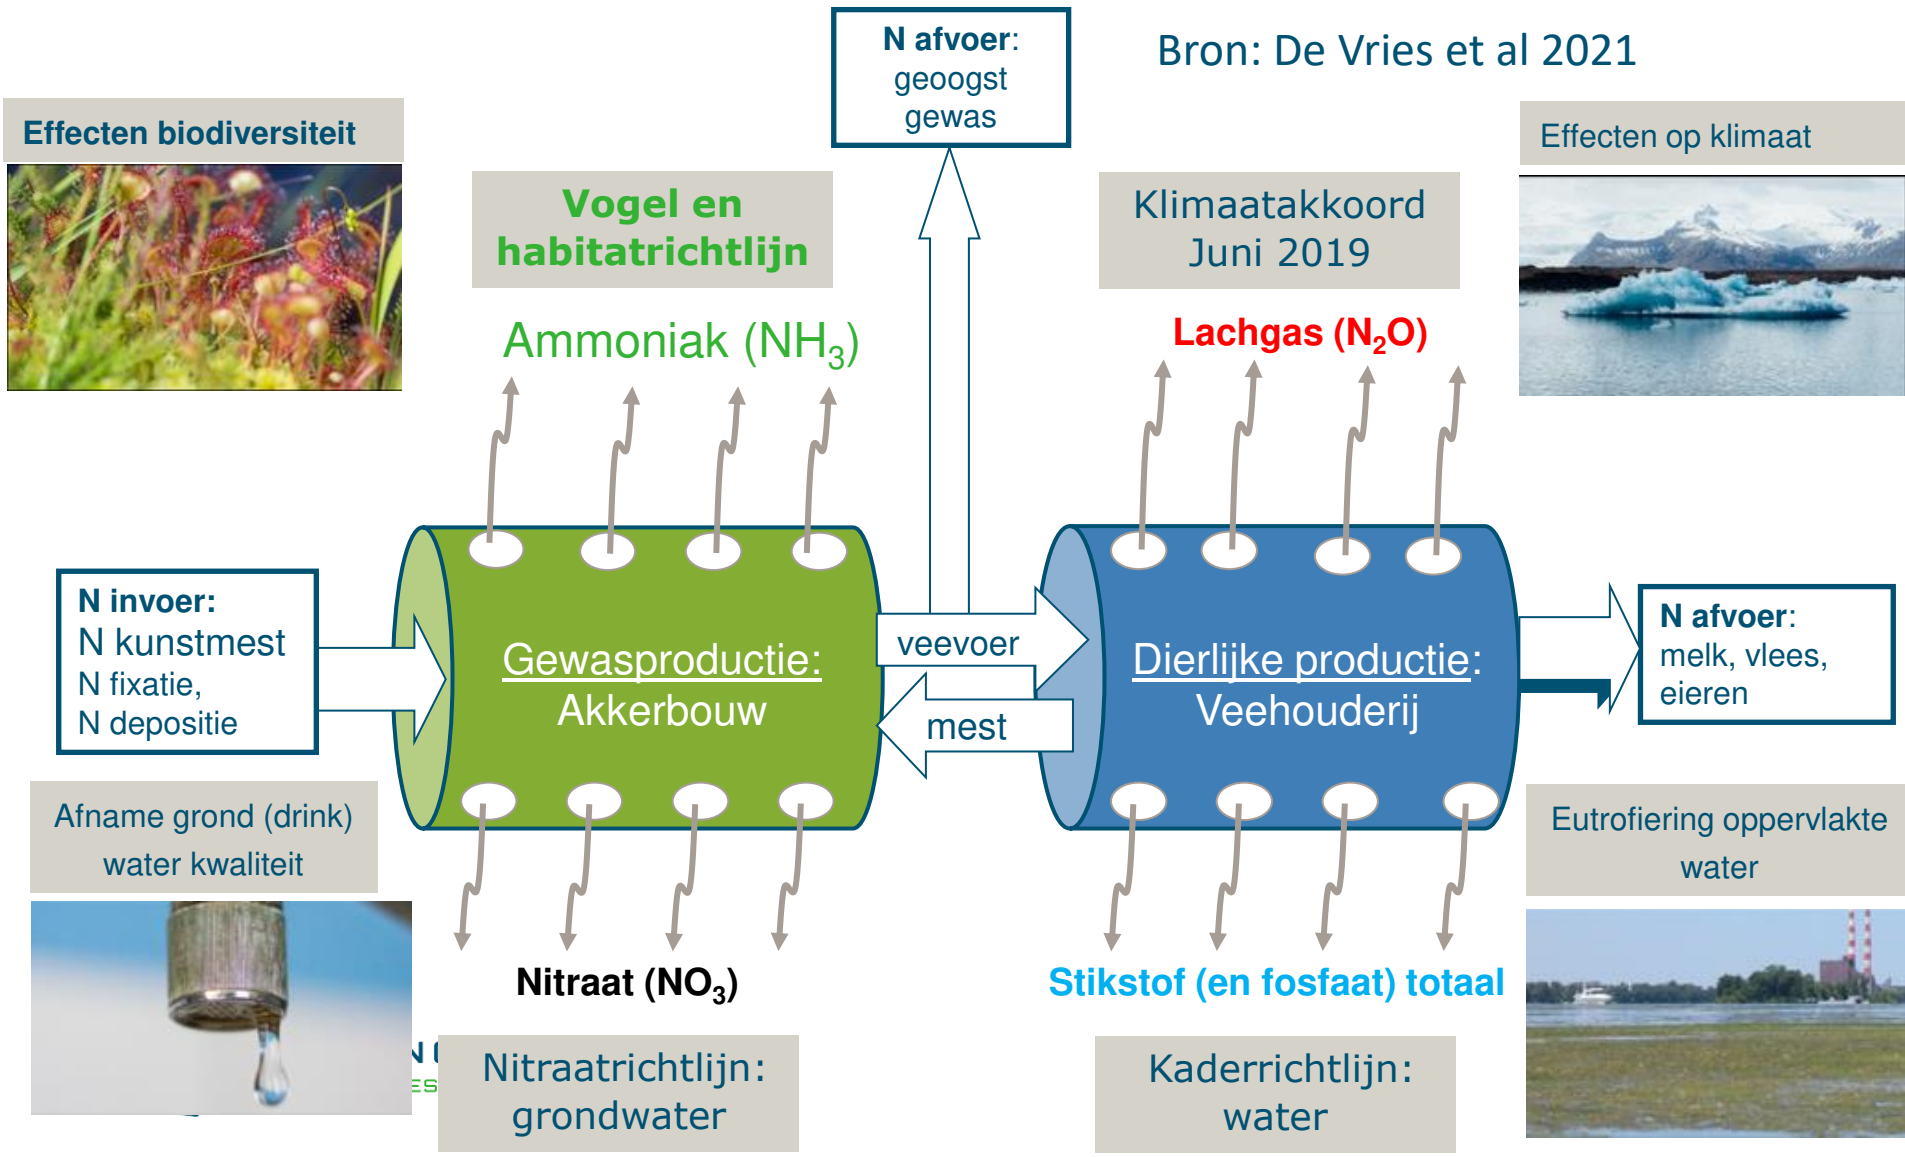 N afvoer:
geoogst
gewas
Bron: De Vries et al 2021
Effecten biodiversiteit
Effecten op klimaat
Vogel en
habitatrichtlijn
Klimaatakkoord
Juni 2019
Ammoniak (NH₃)
Lachgas (N₂O)
N invoer:
N kunstmest
N fixatie,
N depositie
Gewasproductie:
Akkerbouw
veevoer
mest
Dierlijke productie:
Veehouderij
N afvoer:
melk, vlees,
eieren
Afname grond (drink)
water kwaliteit
Eutrofiering oppervlakte
water
Nitraat (NO₃)
Stikstof (en fosfaat) totaal
Nitraatrichtlijn:
grondwater
Kaderrichtlijn:
water